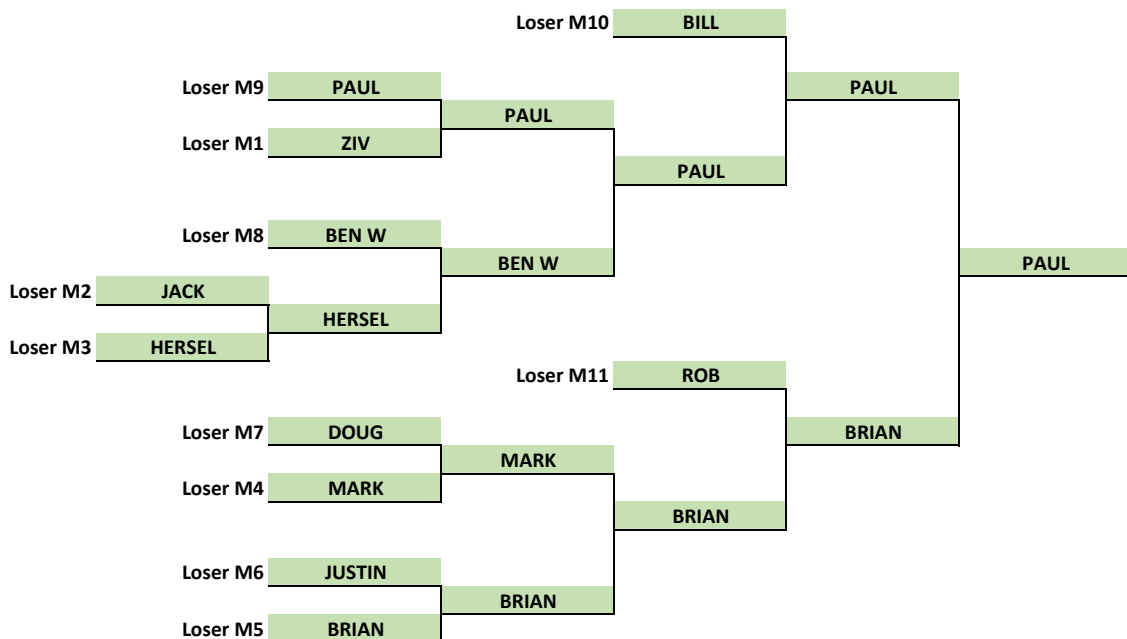 Loser M10 BILL
Loser M9 PAUL PAUL
PAUL
Loser M1 ZIV
PAUL
Loser M8 BEN W
BEN W PAUL
Loser M2 JACK
HERSEL
Loser M3 HERSEL
Loser M11 ROB
Loser M7 DOUG BRIAN
MARK
Loser M4 MARK
BRIAN
Loser M6 JUSTIN
BRIAN
Loser M5 BRIAN